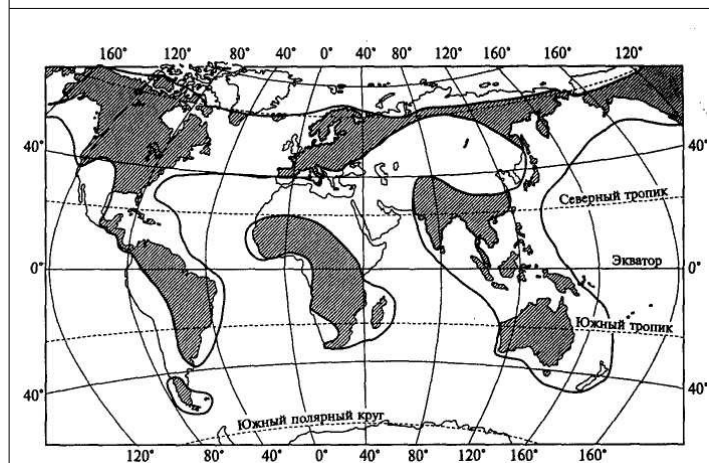 160° 120° 80° 40° 0° 40° 80° 120° 160° 160° 120°
40° 40°
Северный тропик
Экватор
0° 0°
Южный тропик
40° 40°
Южный полярный круг
120° 80° 40° 0° 40° 80° 120° 160° 160°